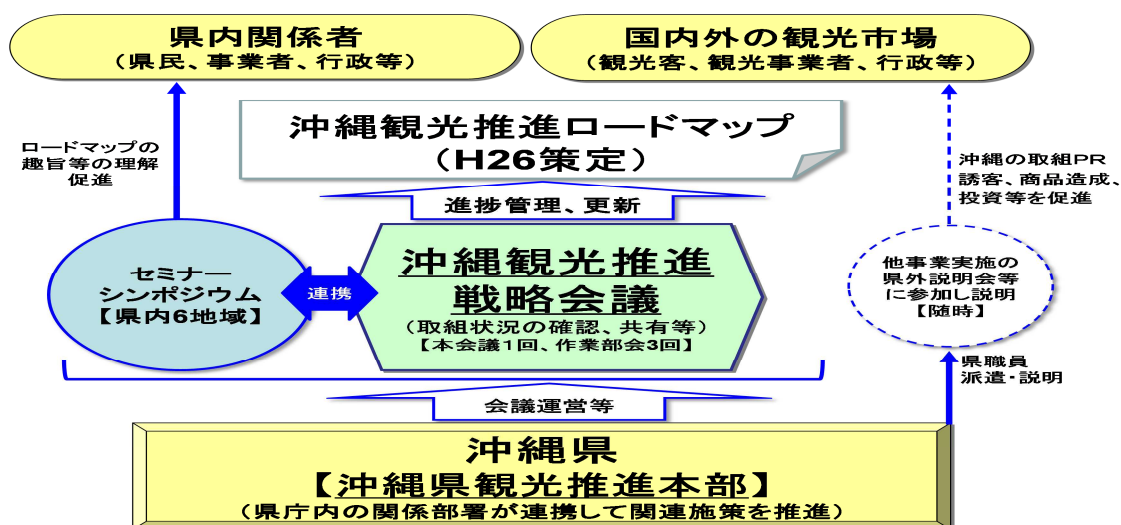 県内関係者
(県民、事業者、行政等)
国内外の観光市場
(観光客、観光事業者、行政等)
沖縄観光推進ロードマップ
(H26策定)
ロードマップの
趣旨等の理解
促進
沖縄の取組PR
誘客、商品造成、
投資等を促進
進捗管理、更新
セミナー
シンポジウム
【県内6地域】
連携
沖縄観光推進
戦略会議
(取組状況の確認、共有等)
【本会議1回、作業部会3回】
他事業実施の
県外説明会等
に参加し説明
【随時】
県職員
派遣・説明
会議運営等
沖縄県
【沖縄県観光推進本部】
(県庁内の関係部署が連携して関連施策を推進)